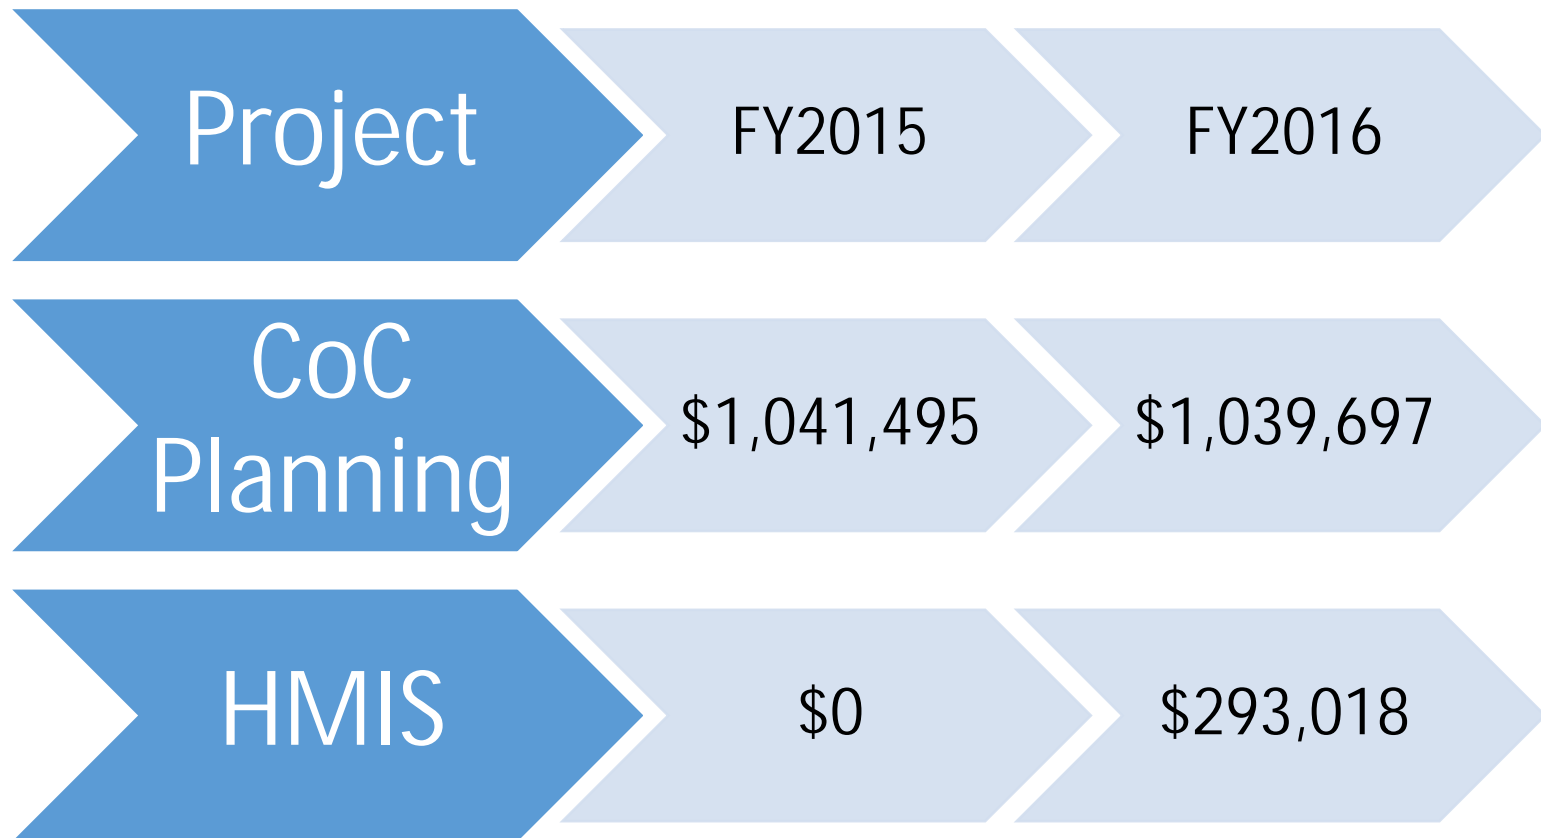 Project
FY2015
FY2016
CoC
Planning
$1,041,495
$1,039,697
HMIS
$0
$293,018